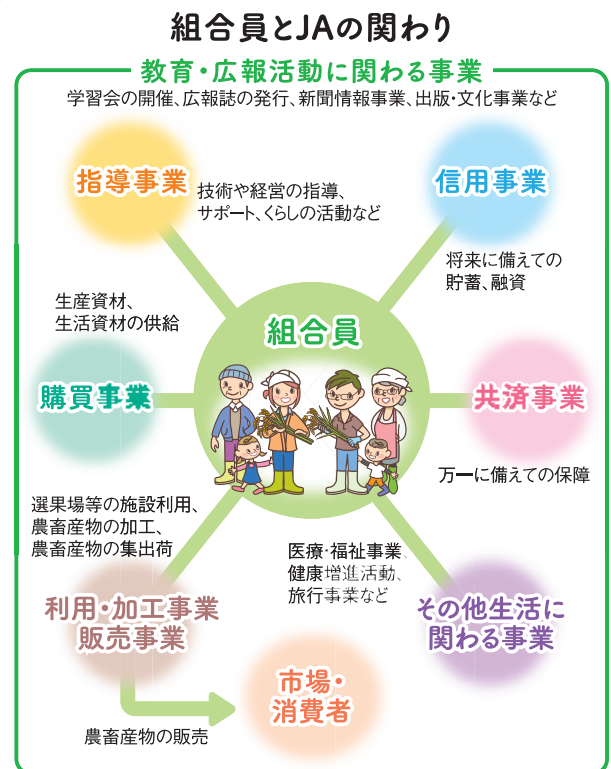 組合員とJAの関わり
教育・広報活動に関わる事業
学習会の開催、広報誌の発行、新聞情報事業、出版・文化事業など
指導事業
技術や経営の指導、
サポート、くらしの活動など
信用事業
将来に備えての
貯蓄、融資
生産資材、
生活資材の供給
組合員
購買事業
共済事業
万一に備えての保障
選果場等の施設利用、
農畜産物の加工、
農畜産物の集出荷
医療・福祉事業、
健康増進活動、
旅行事業など
利用・加工事業
販売事業
その他生活に
関わる事業
市場・
消費者
農畜産物の販売